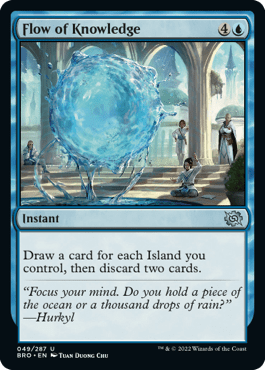 Flow of Knowledge 4
Instant
Draw a card for each Island you
control, then discard two cards.
“Focus your mind. Do you hold a piece of
the ocean or a thousand drops of rain?”
—Hurkyl
049/287 U
BRO • EN Tuan Duong Chu
™ & © 2022 Wizards of the Coast